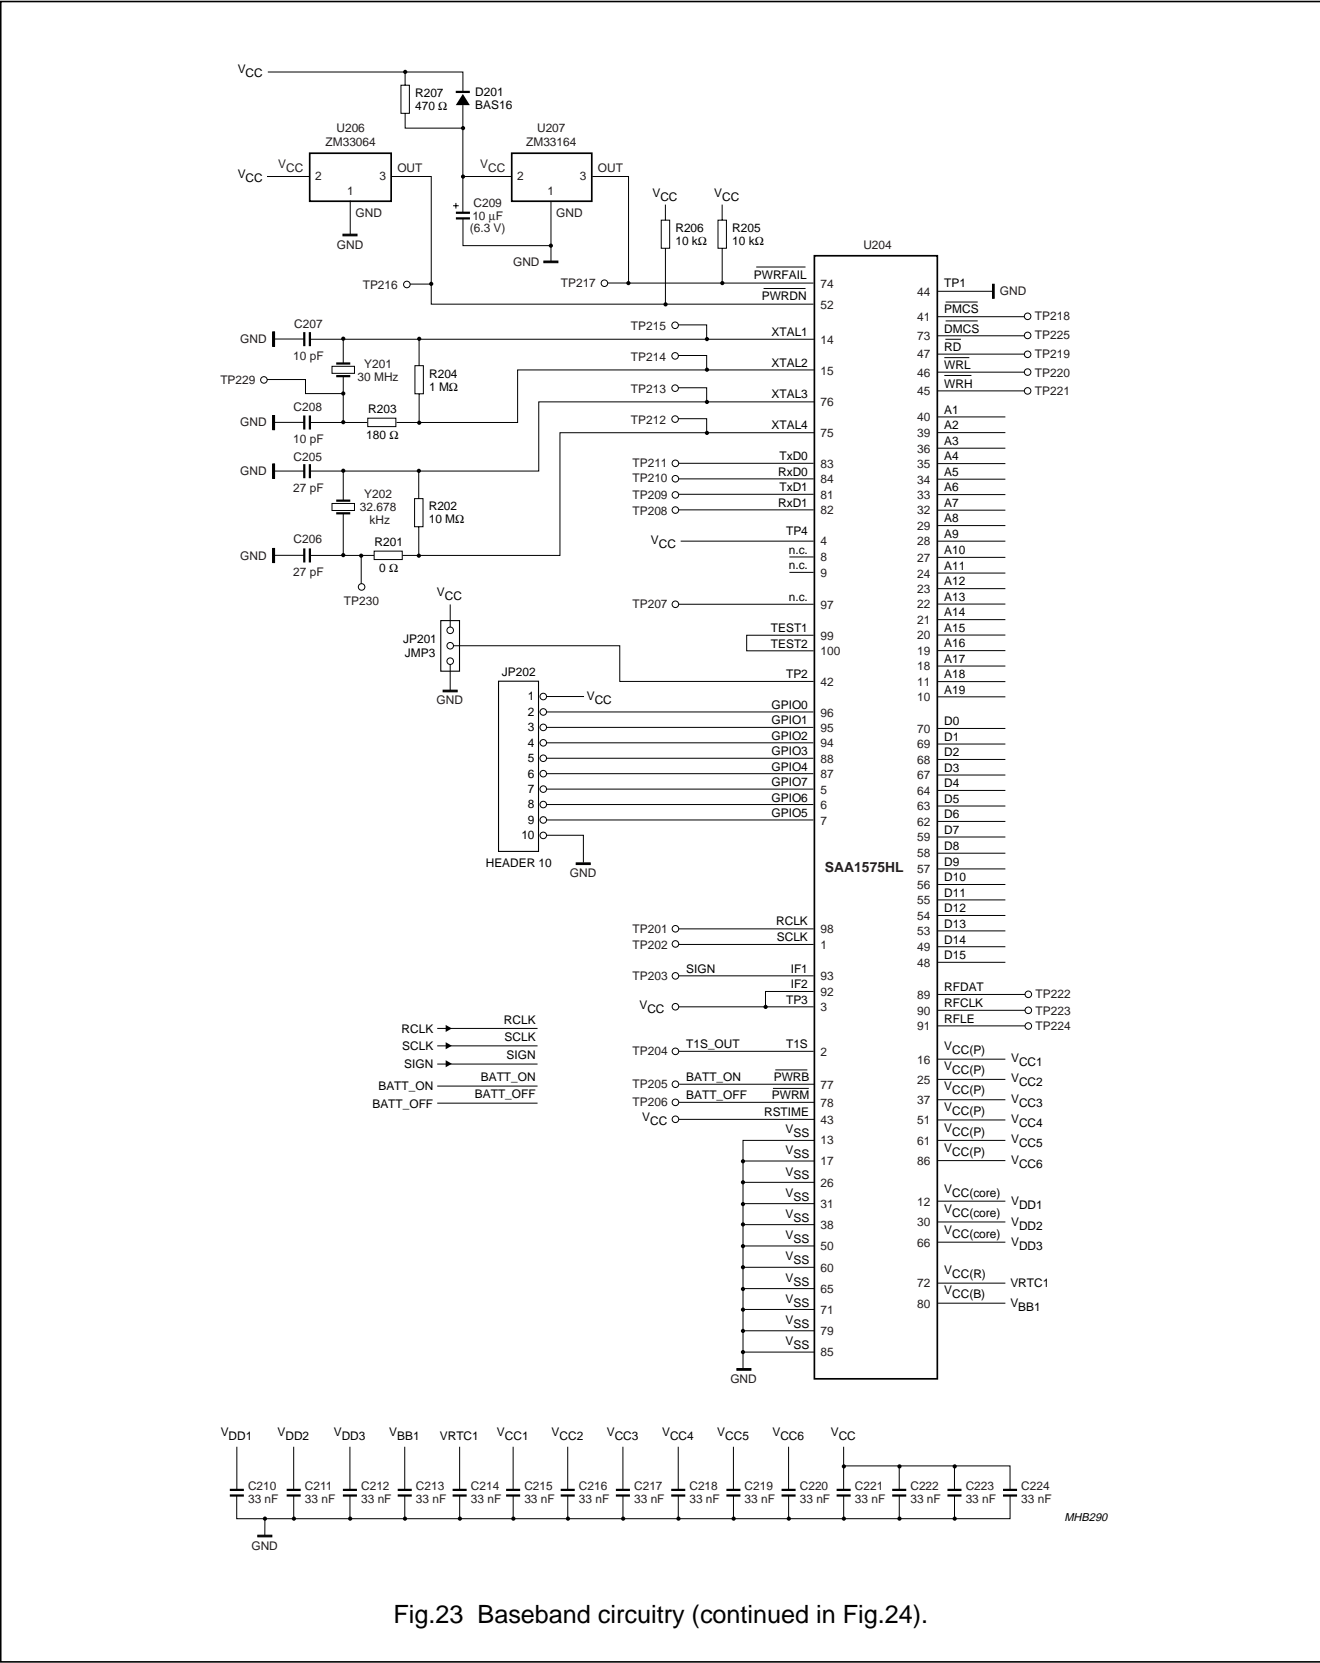 VCC
R207
470 Ω
D201
BAS16
U206
ZM33064
U207
ZM33164
VCC
VCC
2
3
OUT
1
GND
GND
VCC
2
3
OUT
1
GND
C209
10 μF
(6.3 V)
+
GND
VCC
R206
10 kΩ
VCC
R205
10 kΩ
U204
TP216
TP217
PWRFAIL
74
PWRDN
52
GND
C207
10 pF
Y201
30 MHz
TP229
R204
1 MΩ
GND
C208
10 pF
R203
180 Ω
GND
C205
27 pF
Y202
32.678
kHz
R202
10 MΩ
GND
C206
27 pF
R201
0 Ω
TP230
TP215
XTAL1
14
TP214
XTAL2
15
TP213
XTAL3
76
TP212
XTAL4
75
TP211
TxD0
83
TP210
RxD0
84
TP209
TxD1
81
TP208
RxD1
82
VCC
TP4
4
n.c.
8
n.c.
9
TP207
n.c.
97
TEST1
99
TEST2
100
VCC
JP201
JMP3
GND
TP2
42
JP202
1
VCC
2
GPIO0
96
3
GPIO1
95
4
GPIO2
94
5
GPIO3
88
6
GPIO4
87
7
GPIO7
5
8
GPIO6
6
9
GPIO5
7
10
HEADER 10
GND
SAA1575HL
TP201
RCLK
98
TP202
SCLK
1
TP203
SIGN
IF1
93
IF2
92
VCC
TP3
3
RCLK
RCLK
SCLK
SCLK
SIGN
SIGN
BATT_ON
BATT_ON
BATT_OFF
BATT_OFF
TP204
T1S_OUT
T1S
2
TP205
BATT_ON
PWRB
77
TP206
BATT_OFF
PWRM
78
VCC
RSTIME
43
VSS
13
VSS
17
VSS
26
VSS
31
VSS
38
VSS
50
VSS
60
VSS
65
VSS
71
VSS
79
VSS
85
GND
44
TP1
GND
41
PMCS
TP218
73
DMCS
TP225
47
RD
TP219
46
WRL
TP220
45
WRH
TP221
40
A1
39
A2
36
A3
35
A4
34
A5
33
A6
32
A7
29
A8
28
A9
27
A10
24
A11
23
A12
22
A13
21
A14
20
A15
19
A16
18
A17
11
A18
10
A19
70
D0
69
D1
68
D2
67
D3
64
D4
63
D5
62
D6
59
D7
58
D8
57
D9
56
D10
55
D11
54
D12
53
D13
49
D14
48
D15
89
RFDAT
TP222
90
RFCLK
TP223
91
RFLE
TP224
16
VCC(P)
VCC1
25
VCC(P)
VCC2
37
VCC(P)
VCC3
51
VCC(P)
VCC4
61
VCC(P)
VCC5
86
VCC(P)
VCC6
12
VCC(core)
VDD1
30
VCC(core)
VDD2
66
VCC(core)
VDD3
72
VCC(R)
VRTC1
80
VCC(B)
VBB1
VDD1 VDD2 VDD3 VBB1 VRTC1 VCC1 VCC2 VCC3 VCC4 VCC5 VCC6 VCC
C210 C211 C212 C213 C214 C215 C216 C217 C218 C219 C220 C221 C222 C223 C224
33 nF 33 nF 33 nF 33 nF 33 nF 33 nF 33 nF 33 nF 33 nF 33 nF 33 nF 33 nF 33 nF 33 nF 33 nF
GND
MHB290
Fig.23 Baseband circuitry (continued in Fig.24).